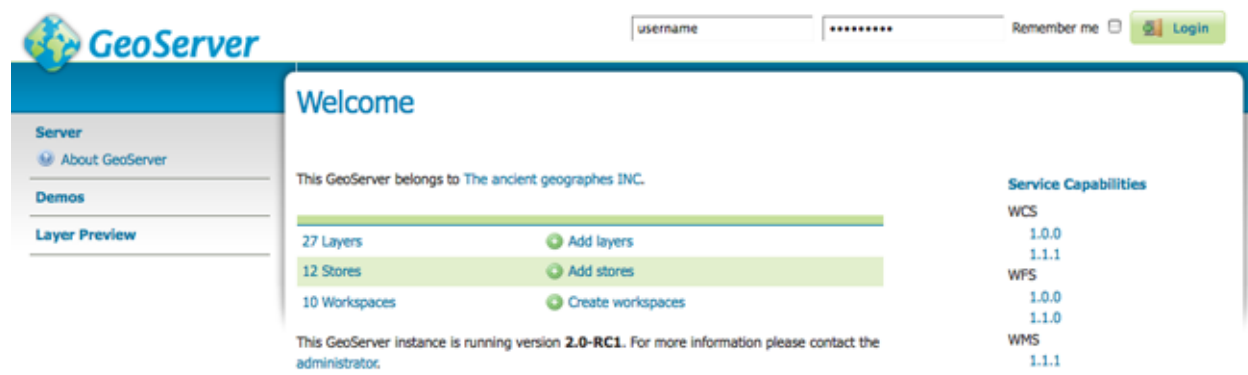 GeoServer
username
•••••••••
Remember me
Login
Welcome
Server
About GeoServer
Demos
Layer Preview
This GeoServer belongs to The ancient geographes INC.
27 Layers Add layers
12 Stores Add stores
10 Workspaces Create workspaces
This GeoServer instance is running version 2.0-RC1. For more information please contact the
administrator.
Service Capabilities
WCS
1.0.0
1.1.1
WFS
1.0.0
1.1.0
WMS
1.1.1